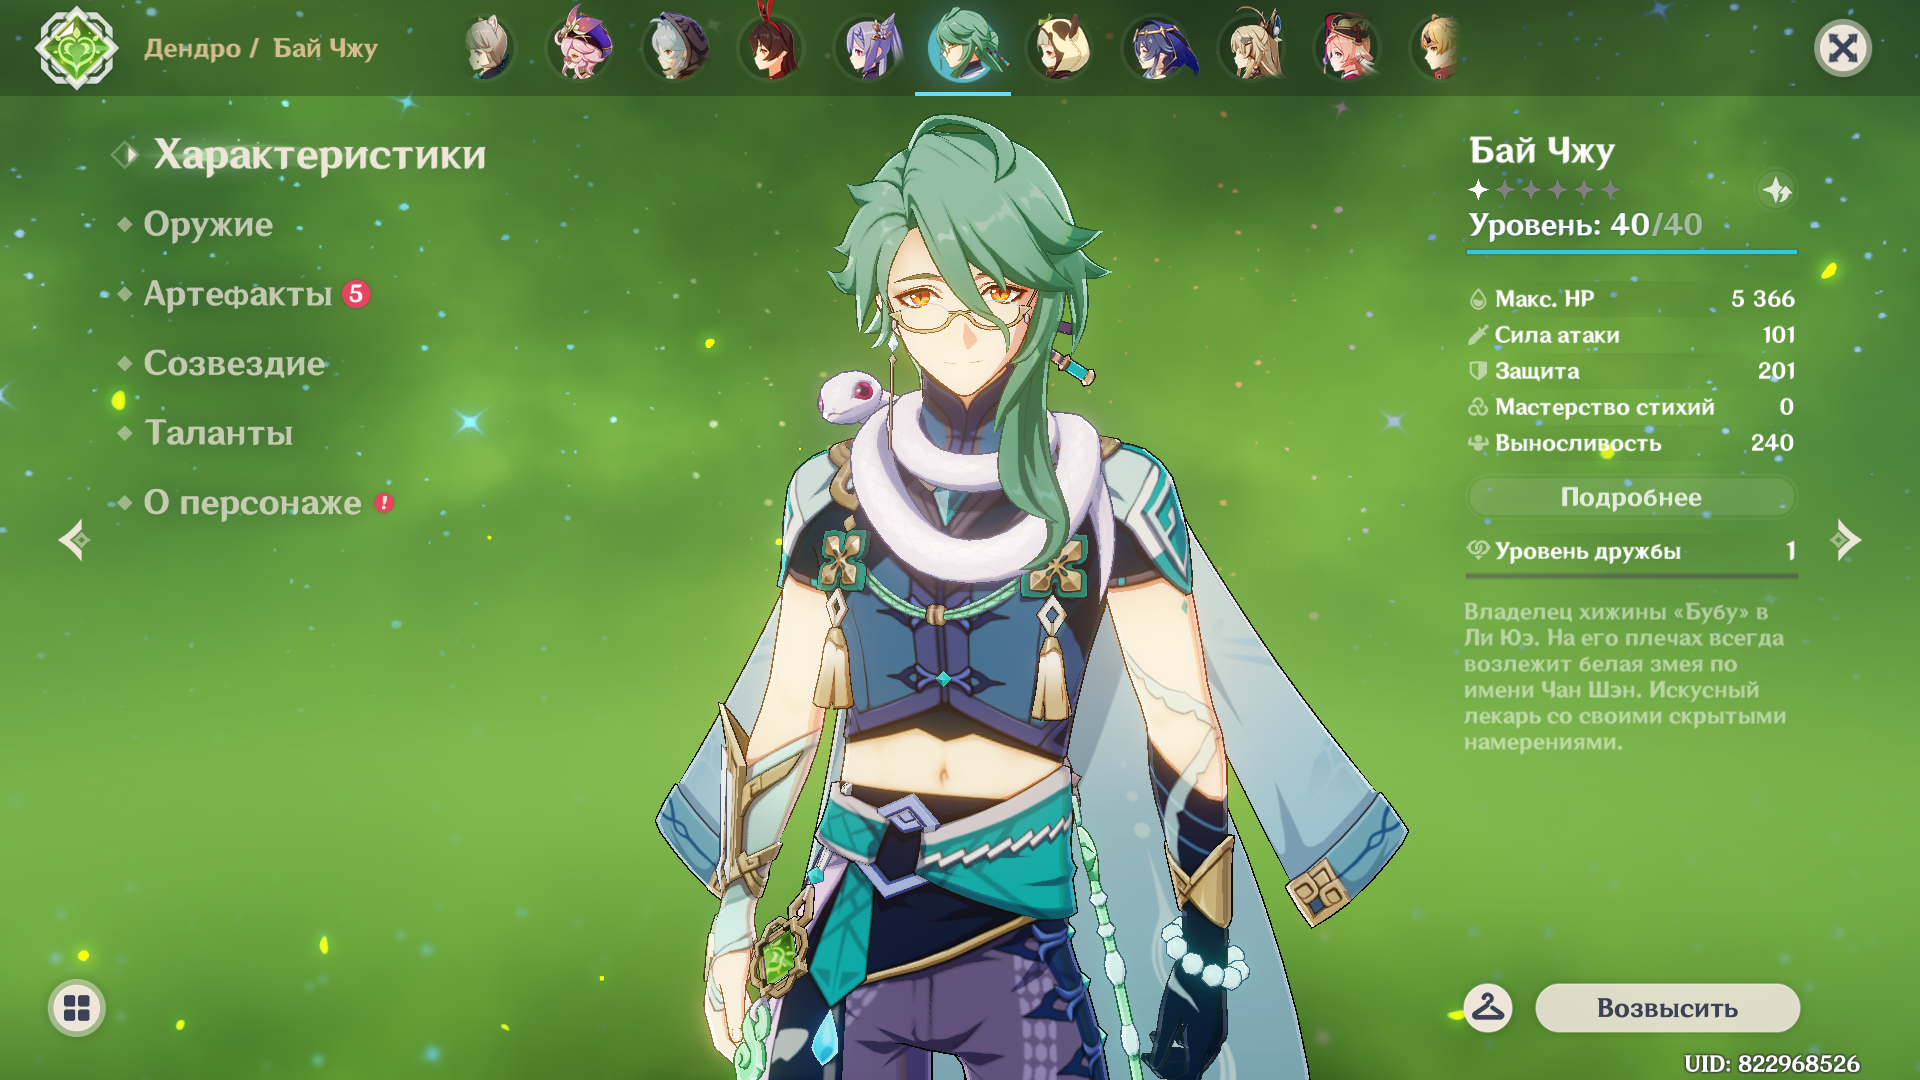 Дендро / Бай Чжу
Характеристики
Оружие
Артефакты 5
Созвездие
Таланты
О персонаже !
Бай Чжу
Уровень: 40/40
Макс. HP 5 366
Сила атаки 101
Защита 201
Мастерство стихий 0
Выносливость 240
Подробнее
Уровень дружбы 1
Владелец хижины «Бубу» в
Ли Юэ. На его плечах всегда
возлежит белая змея по
имени Чан Шэн. Искусный
лекарь со своими скрытыми
намерениями.
Возвысить
UID: 822968526